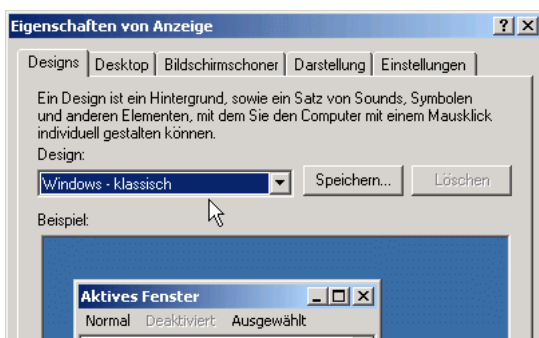 Eigenschaften von Anzeige
Designs Desktop Bildschirmschoner Darstellung Einstellungen
Ein Design ist ein Hintergrund, sowie ein Satz von Sounds, Symbolen
und anderen Elementen, mit dem Sie den Computer mit einem Mausklick
individuell gestalten können.
Design:
Windows - klassisch Speichern... Löschen
Beispiel:
Aktives Fenster
Normal Deaktiviert Ausgewählt